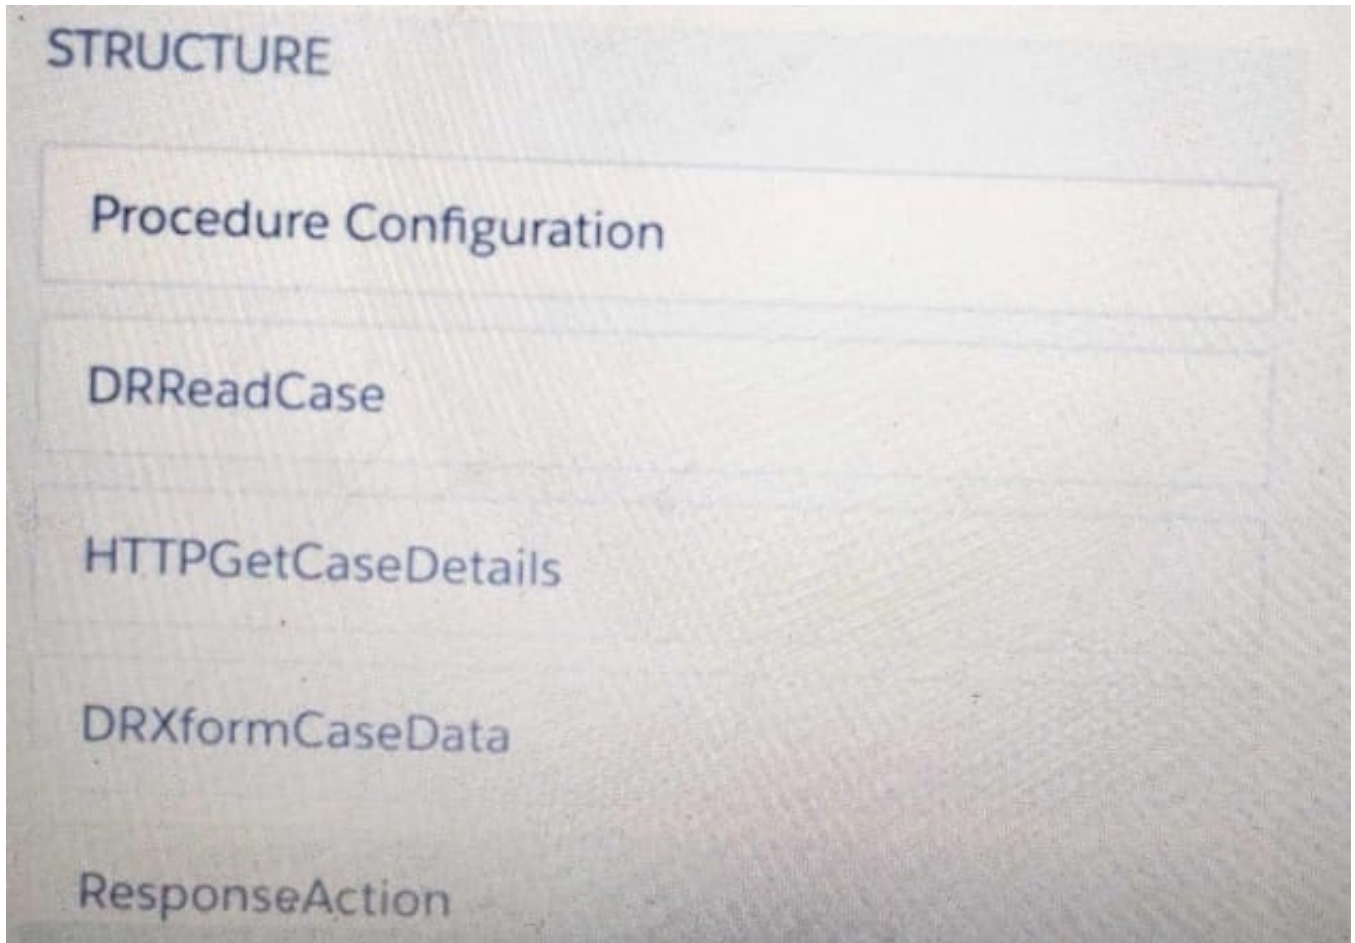 STRUCTURE
Procedure Configuration
DRReadCase
HTTPGetCaseDetails
DRXformCaseData
ResponseAction